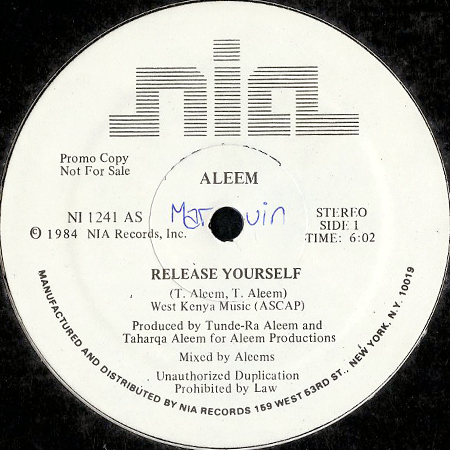 nia
Promo Copy
Not For Sale
ALEEM
NI 1241 AS
℗ 1984 NIA Records, Inc.
STEREO
SIDE 1
TIME: 6:02
RELEASE YOURSELF
(T. Aleem, T. Aleem)
West Kenya Music (ASCAP)
Produced by Tunde-Ra Aleem and
Taharqa Aleem for Aleem Productions
Mixed by Aleems
Unauthorized Duplication
Prohibited by Law
MANUFACTURED AND DISTRIBUTED BY NIA RECORDS 159 WEST 53RD ST., NEW YORK, N.Y. 10019